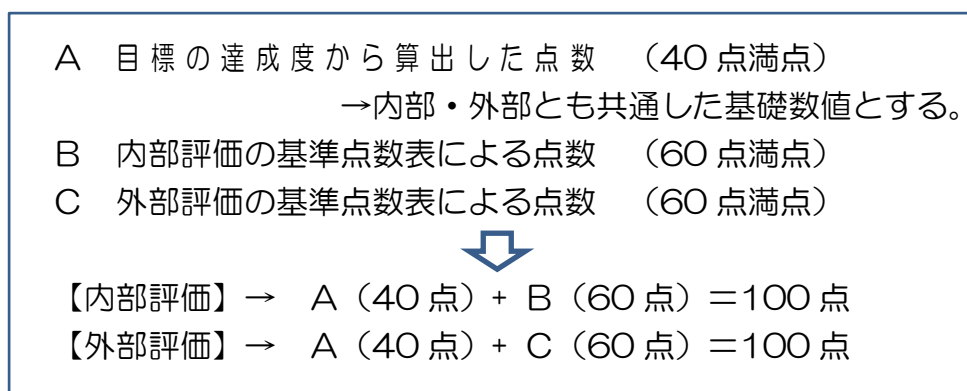 A 目標の達成度から算出した点数 （40点満点）
→内部・外部とも共通した基礎数値とする。
B 内部評価の基準点数表による点数 （60点満点）
C 外部評価の基準点数表による点数 （60点満点）
【内部評価】→ A（40点）+ B（60点）＝100点
【外部評価】→ A（40点）+ C（60点）＝100点